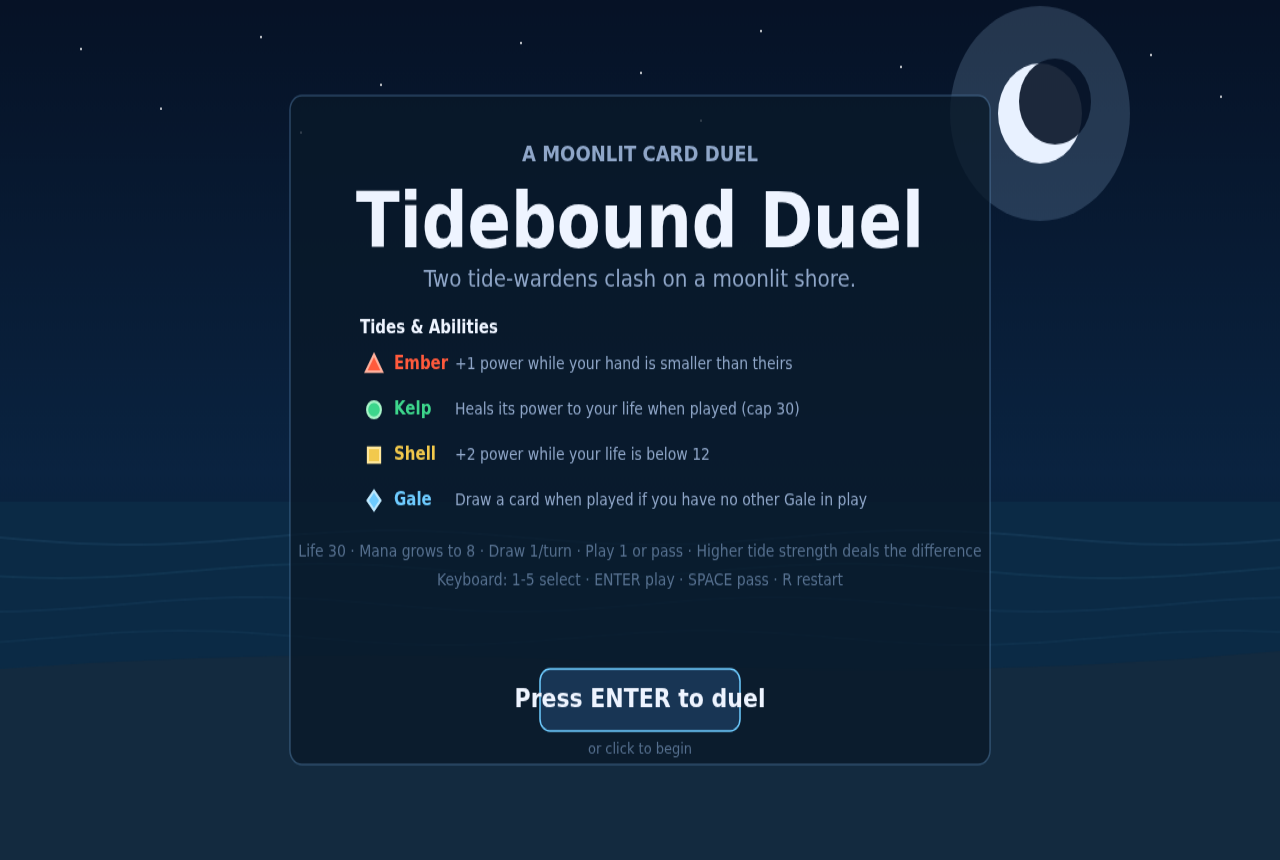 A MOONLIT CARD DUEL
Tidebound Duel
Two tide-wardens clash on a moonlit shore.
Tides & Abilities
Ember +1 power while your hand is smaller than theirs
Kelp Heals its power to your life when played (cap 30)
Shell +2 power while your life is below 12
Gale Draw a card when played if you have no other Gale in play
Life 30 · Mana grows to 8 · Draw 1/turn · Play 1 or pass · Higher tide strength deals the difference
Keyboard: 1-5 select · ENTER play · SPACE pass · R restart
Press ENTER to duel
or click to begin